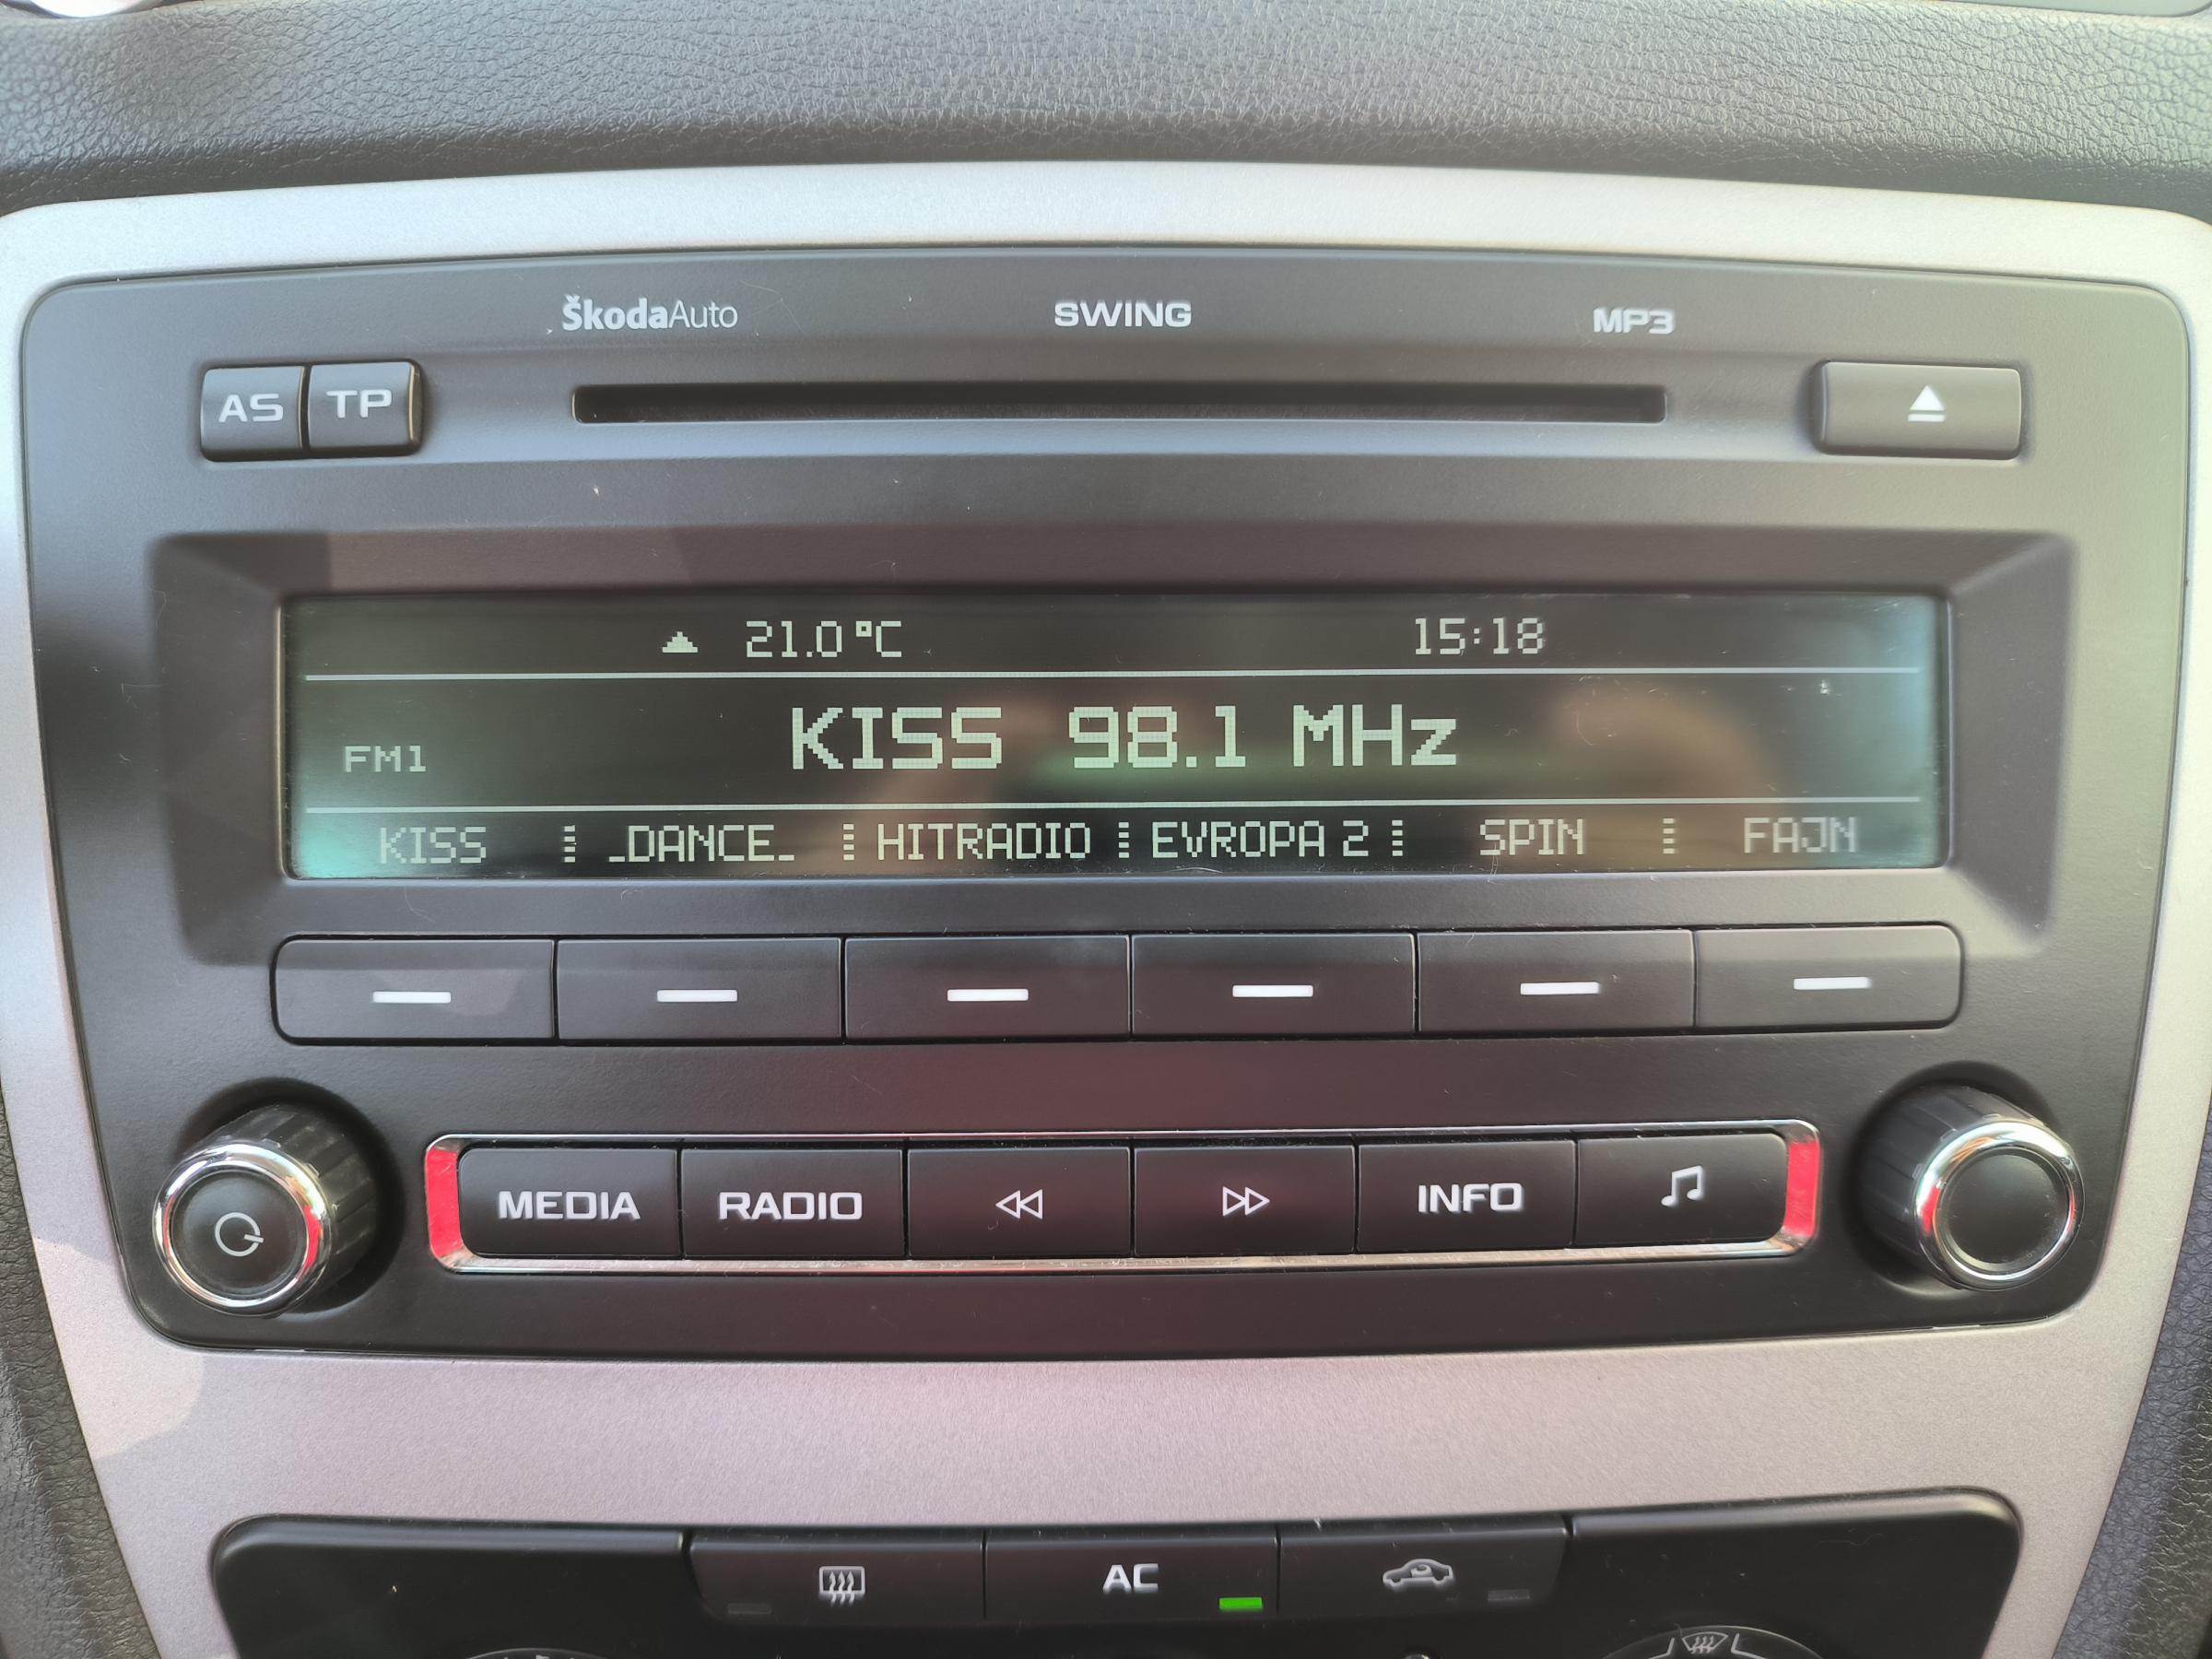 ŠkodaAuto SWING MP3
AS TP
21.0°C 15:18
KISS 98.1 MHz
FM1
KISS _DANCE_ HITRADIO EVROPA 2 SPIN FAJN
MEDIA RADIO INFO
AC